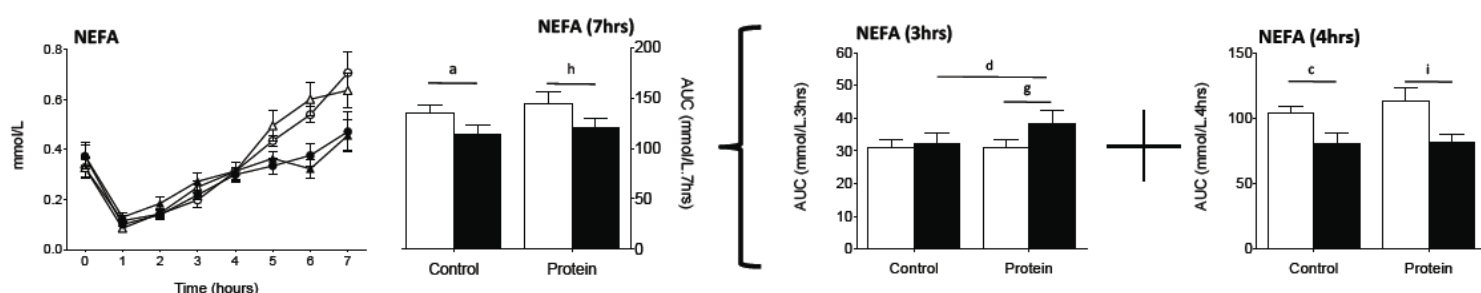 NEFA
mmol/L
0.8
0.6
0.4
0.2
0.0
0 1 2 3 4 5 6 7
Time (hours)
NEFA (7hrs)
a
h
200
150
100
50
0
AUC (mmol/L.7hrs)
Control Protein
NEFA (3hrs)
AUC (mmol/L.3hrs)
60
50
40
30
20
10
0
d
g
Control Protein
NEFA (4hrs)
AUC (mmol/L.4hrs)
150
100
50
0
c
i
Control Protein